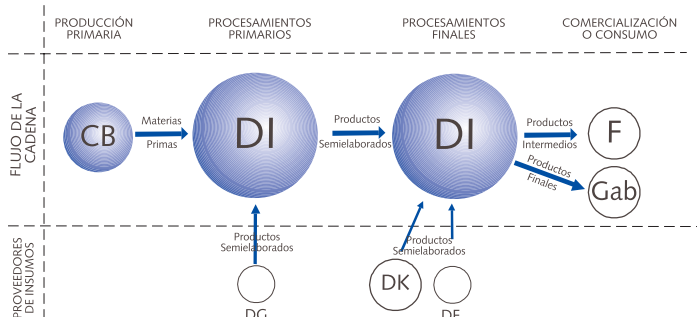 PRODUCCIÓN
PRIMARIA
PROCESAMIENTOS
PRIMARIOS
PROCESAMIENTOS
FINALES
COMERCIALIZACIÓN
O CONSUMO
FLUJO DE LA
CADENA
CB
Materias
Primas
DI
Productos
Semielaborados
DI
Productos
Intermedios
F
Productos
Finales
Gab
PROVEEDORES
DE INSUMOS
Productos
Semielaborados
DG
Productos
Semielaborados
DK